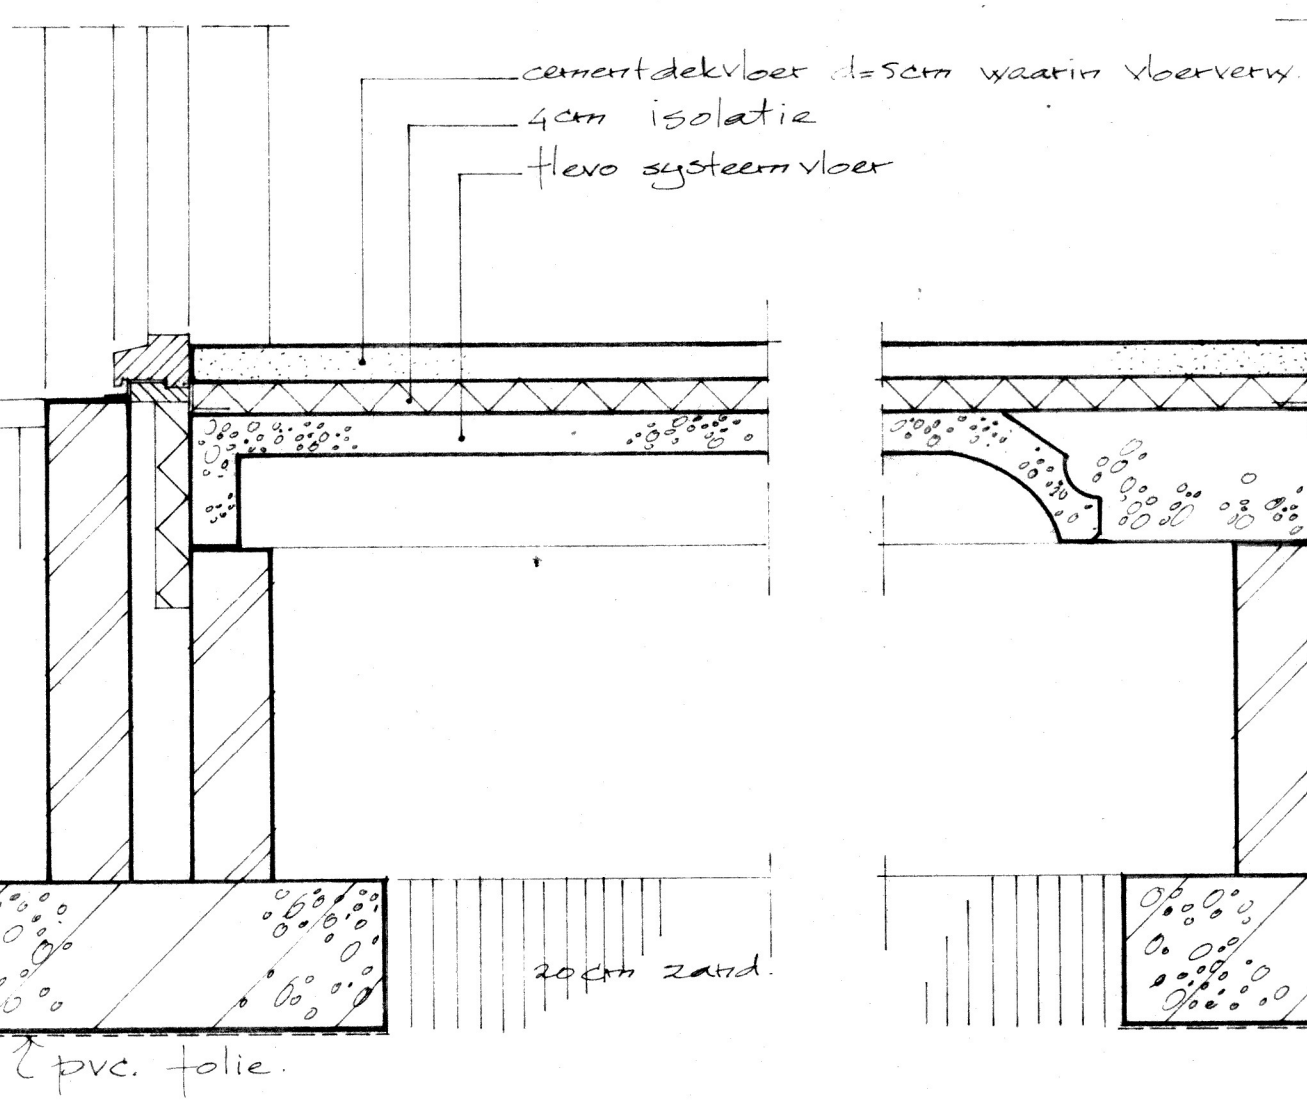 cementdekvloer d=5cm waarin vloerverw.
4cm isolatie
flevo systeemvloer
20cm zand.
pvc. folie.